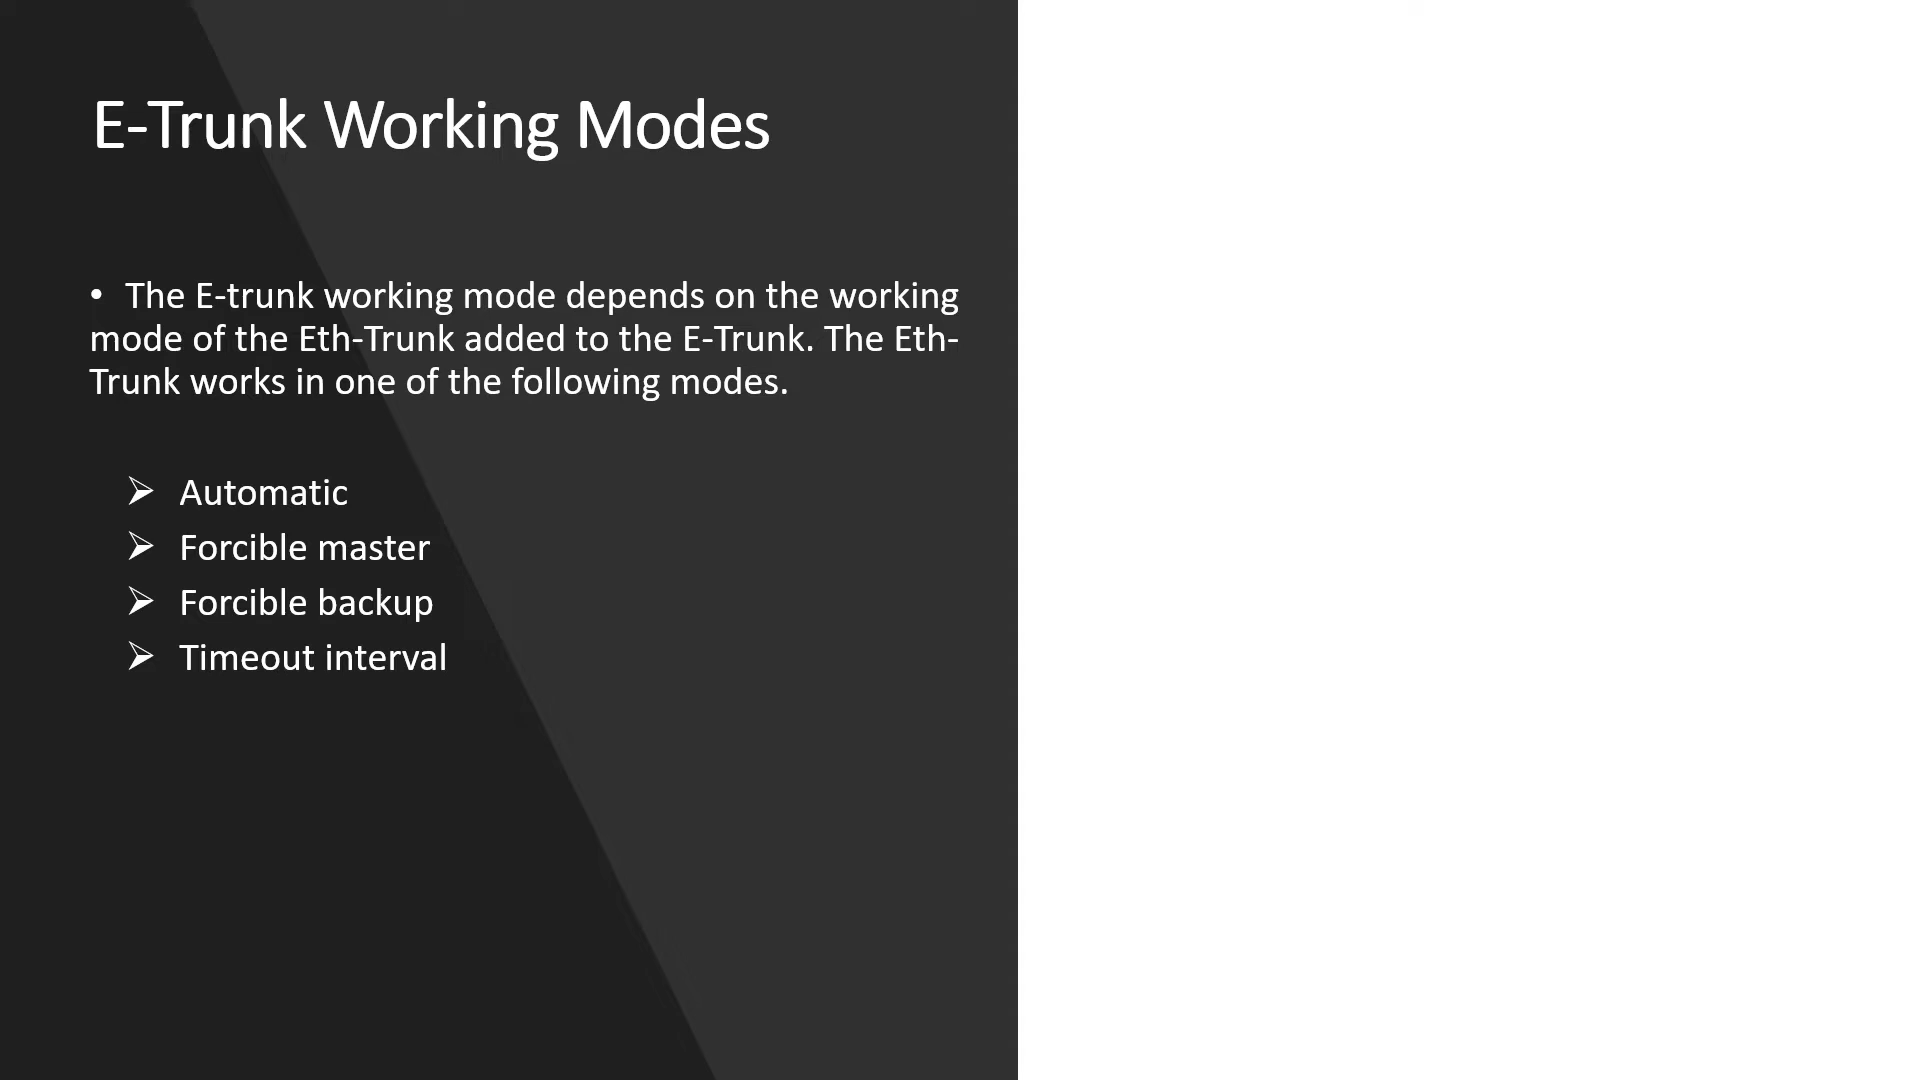 E-Trunk Working Modes
• The E-trunk working mode depends on the working
mode of the Eth-Trunk added to the E-Trunk. The Eth-
Trunk works in one of the following modes.
➢ Automatic
➢ Forcible master
➢ Forcible backup
➢ Timeout interval